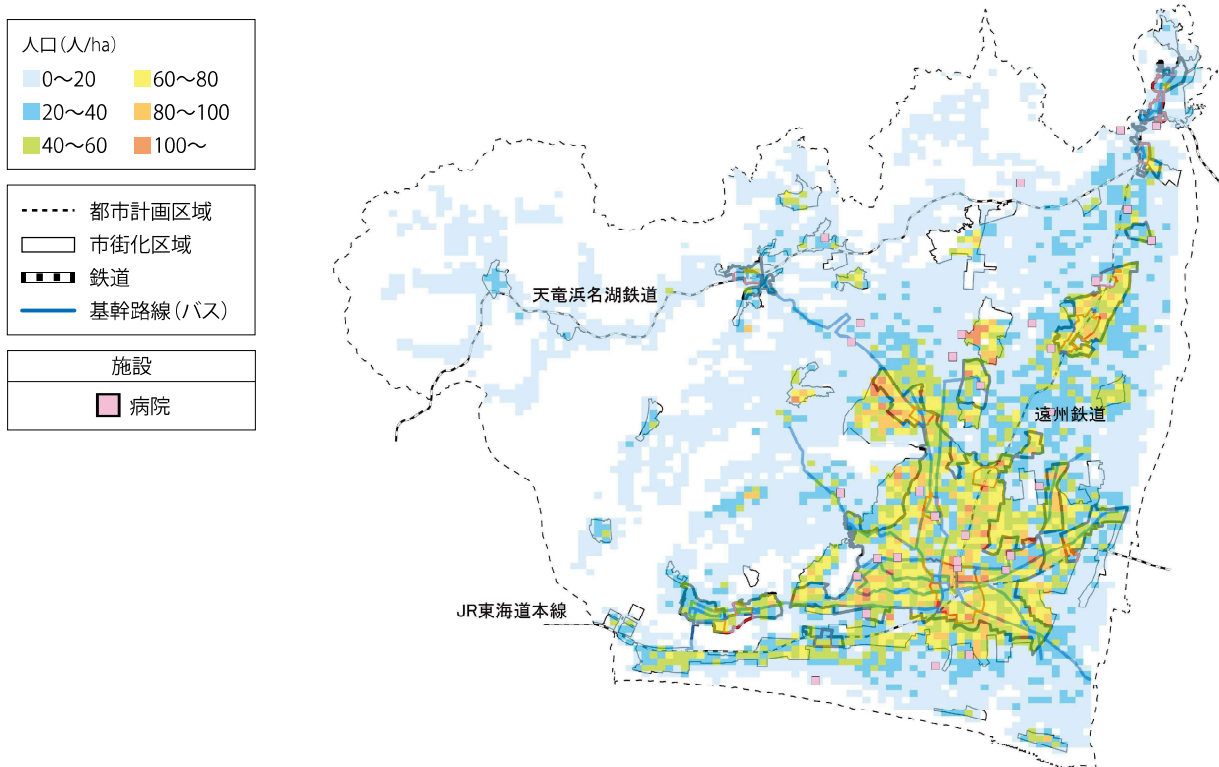 人口(人/ha)
0～20 60～80
20～40 80～100
40～60 100～
都市計画区域
市街化区域
鉄道
基幹路線(バス)
施設
病院
天竜浜名湖鉄道
遠州鉄道
JR東海道本線